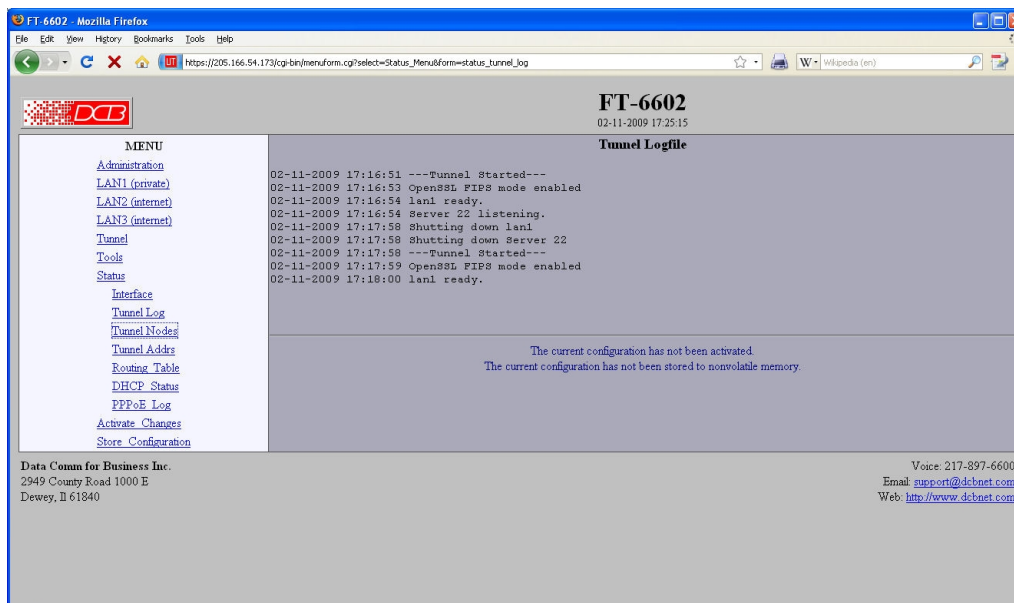 FT-6602 - Mozilla Firefox
File Edit View History Bookmarks Tools Help
https://205.166.54.173/cgi-bin/menuform.cgi?select=Status_Menu&form=status_tunnel_log
W Wikipedia (en)
DCB
FT-6602
02-11-2009 17:25:15
MENU
Administration
LAN1 (private)
LAN2 (internet)
LAN3 (internet)
Tunnel
Tools
Status
Interface
Tunnel Log
Tunnel Nodes
Tunnel Addrs
Routing Table
DHCP Status
PPPoE Log
Activate Changes
Store Configuration
Tunnel Logfile
02-11-2009 17:16:51 ---Tunnel Started---
02-11-2009 17:16:53 OpenSSL FIPS mode enabled
02-11-2009 17:16:54 lan1 ready.
02-11-2009 17:16:54 Server 22 listening.
02-11-2009 17:17:58 Shutting down lan1
02-11-2009 17:17:58 Shutting down Server 22
02-11-2009 17:17:58 ---Tunnel Started---
02-11-2009 17:17:59 OpenSSL FIPS mode enabled
02-11-2009 17:18:00 lan1 ready.
The current configuration has not been activated.
The current configuration has not been stored to nonvolatile memory.
Data Comm for Business Inc.
2949 County Road 1000 E
Dewey, Il 61840
Voice: 217-897-6600
Email: support@dcbnet.com
Web: http://www.dcbnet.com